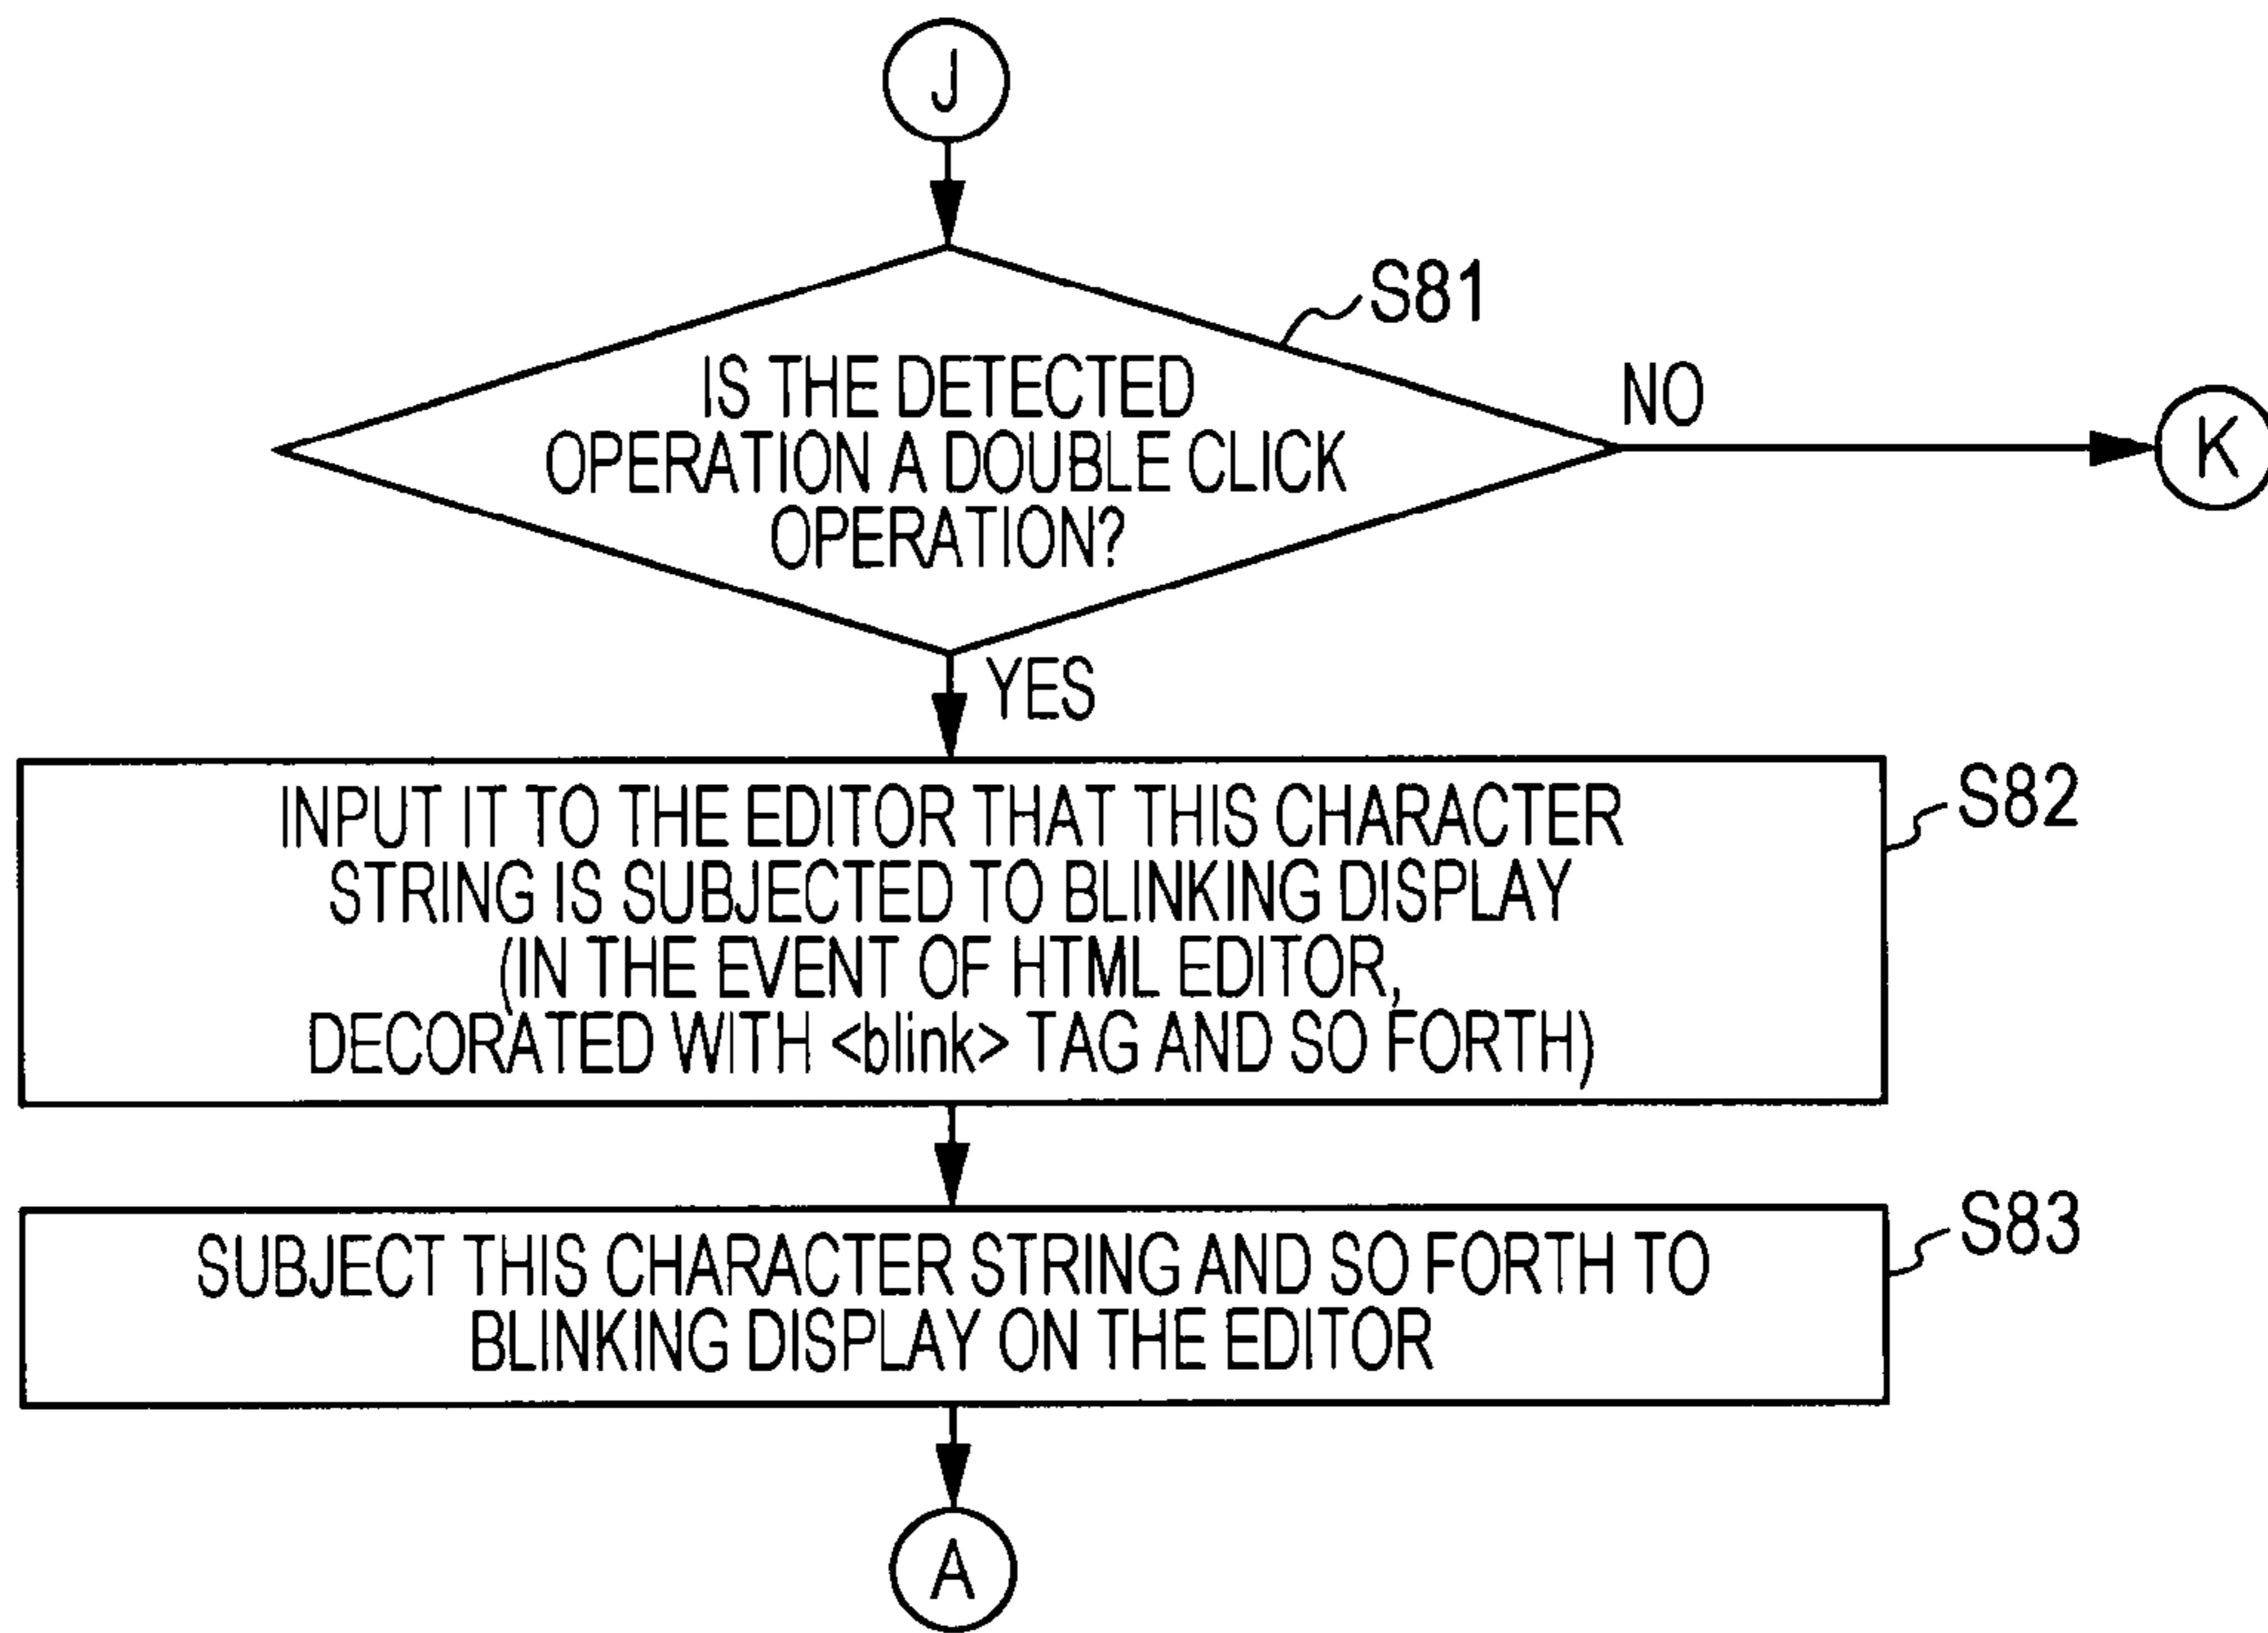 J
S81
IS THE DETECTED
OPERATION A DOUBLE CLICK
OPERATION?
NO
K
YES
INPUT IT TO THE EDITOR THAT THIS CHARACTER
STRING IS SUBJECTED TO BLINKING DISPLAY
(IN THE EVENT OF HTML EDITOR,
DECORATED WITH <blink> TAG AND SO FORTH)
S82
SUBJECT THIS CHARACTER STRING AND SO FORTH TO
BLINKING DISPLAY ON THE EDITOR
S83
A